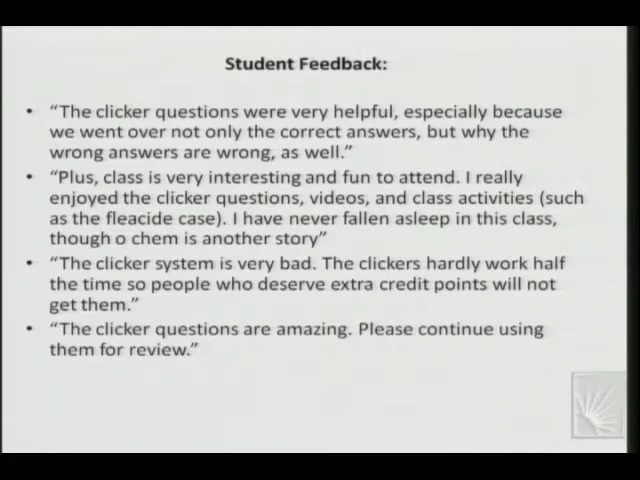 Student Feedback:
• “The clicker questions were very helpful, especially because
we went over not only the correct answers, but why the
wrong answers are wrong, as well.”
• “Plus, class is very interesting and fun to attend. I really
enjoyed the clicker questions, videos, and class activities (such
as the fleacide case). I have never fallen asleep in this class,
though o chem is another story”
• “The clicker system is very bad. The clickers hardly work half
the time so people who deserve extra credit points will not
get them.”
• “The clicker questions are amazing. Please continue using
them for review.”